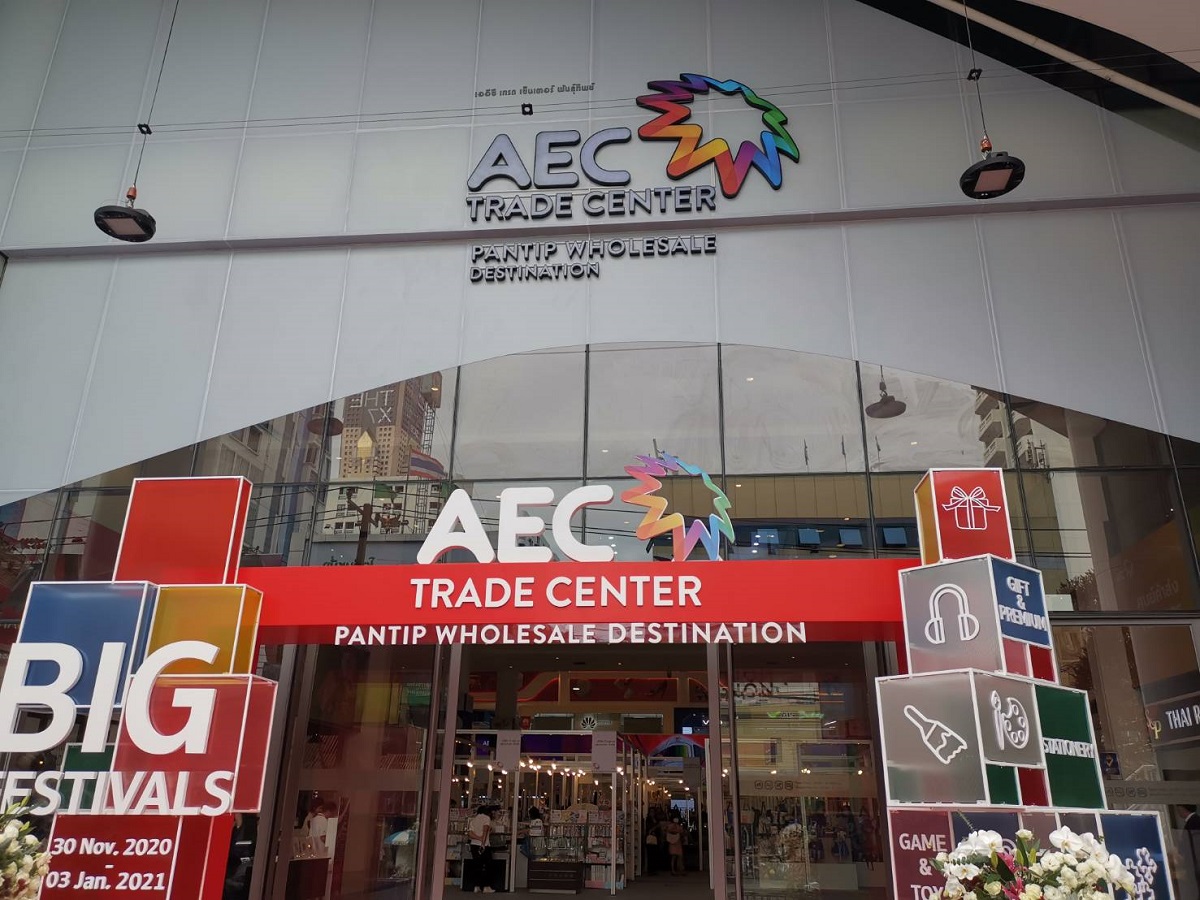 เออีซี เทรด เซ็นเตอร์ พันธุ์ทิพย์
AEC
TRADE CENTER
PANTIP WHOLESALE
DESTINATION
AEC
TRADE CENTER
PANTIP WHOLESALE DESTINATION
BIG
FESTIVALS
30 Nov. 2020
03 Jan. 2021
GIFT
&
PREMIUM
STATIONERY
GAME
&
TOY
THAI